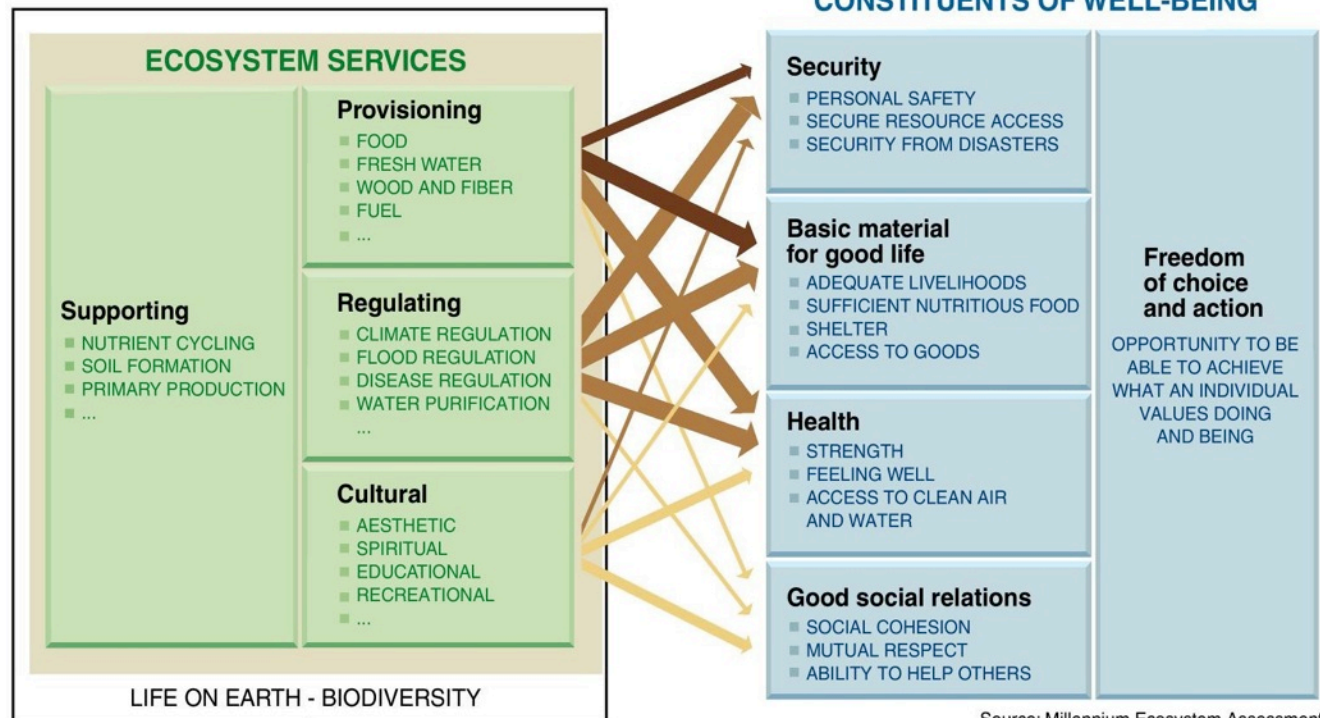 CONSTITUENTS OF WELL-BEING
ECOSYSTEM SERVICES
Supporting
NUTRIENT CYCLING
SOIL FORMATION
PRIMARY PRODUCTION
...
Provisioning
FOOD
FRESH WATER
WOOD AND FIBER
FUEL
...
Regulating
CLIMATE REGULATION
FLOOD REGULATION
DISEASE REGULATION
WATER PURIFICATION
...
Cultural
AESTHETIC
SPIRITUAL
EDUCATIONAL
RECREATIONAL
...
LIFE ON EARTH - BIODIVERSITY
Security
PERSONAL SAFETY
SECURE RESOURCE ACCESS
SECURITY FROM DISASTERS
Basic material
for good life
ADEQUATE LIVELIHOODS
SUFFICIENT NUTRITIOUS FOOD
SHELTER
ACCESS TO GOODS
Health
STRENGTH
FEELING WELL
ACCESS TO CLEAN AIR
AND WATER
Good social relations
SOCIAL COHESION
MUTUAL RESPECT
ABILITY TO HELP OTHERS
Freedom
of choice
and action
OPPORTUNITY TO BE
ABLE TO ACHIEVE
WHAT AN INDIVIDUAL
VALUES DOING
AND BEING
Source: Millennium Ecosystem Assessment